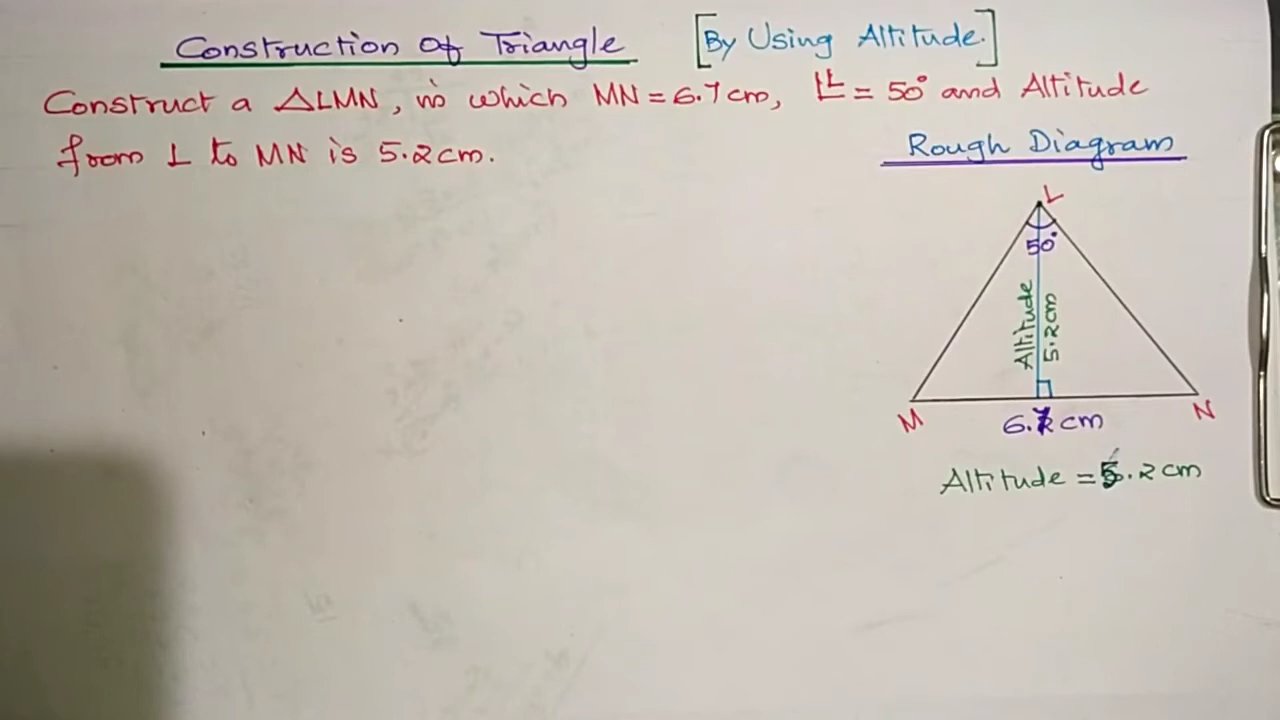 Construction Of Triangle [By Using Altitude.]
Construct a △LMN, in which MN = 6.7 cm, ∠L = 50° and Altitude
from L to MN is 5.2 cm.
Rough Diagram
L
50°
Altitude
5.2cm
M
N
6.7 cm
Altitude = 5.2 cm